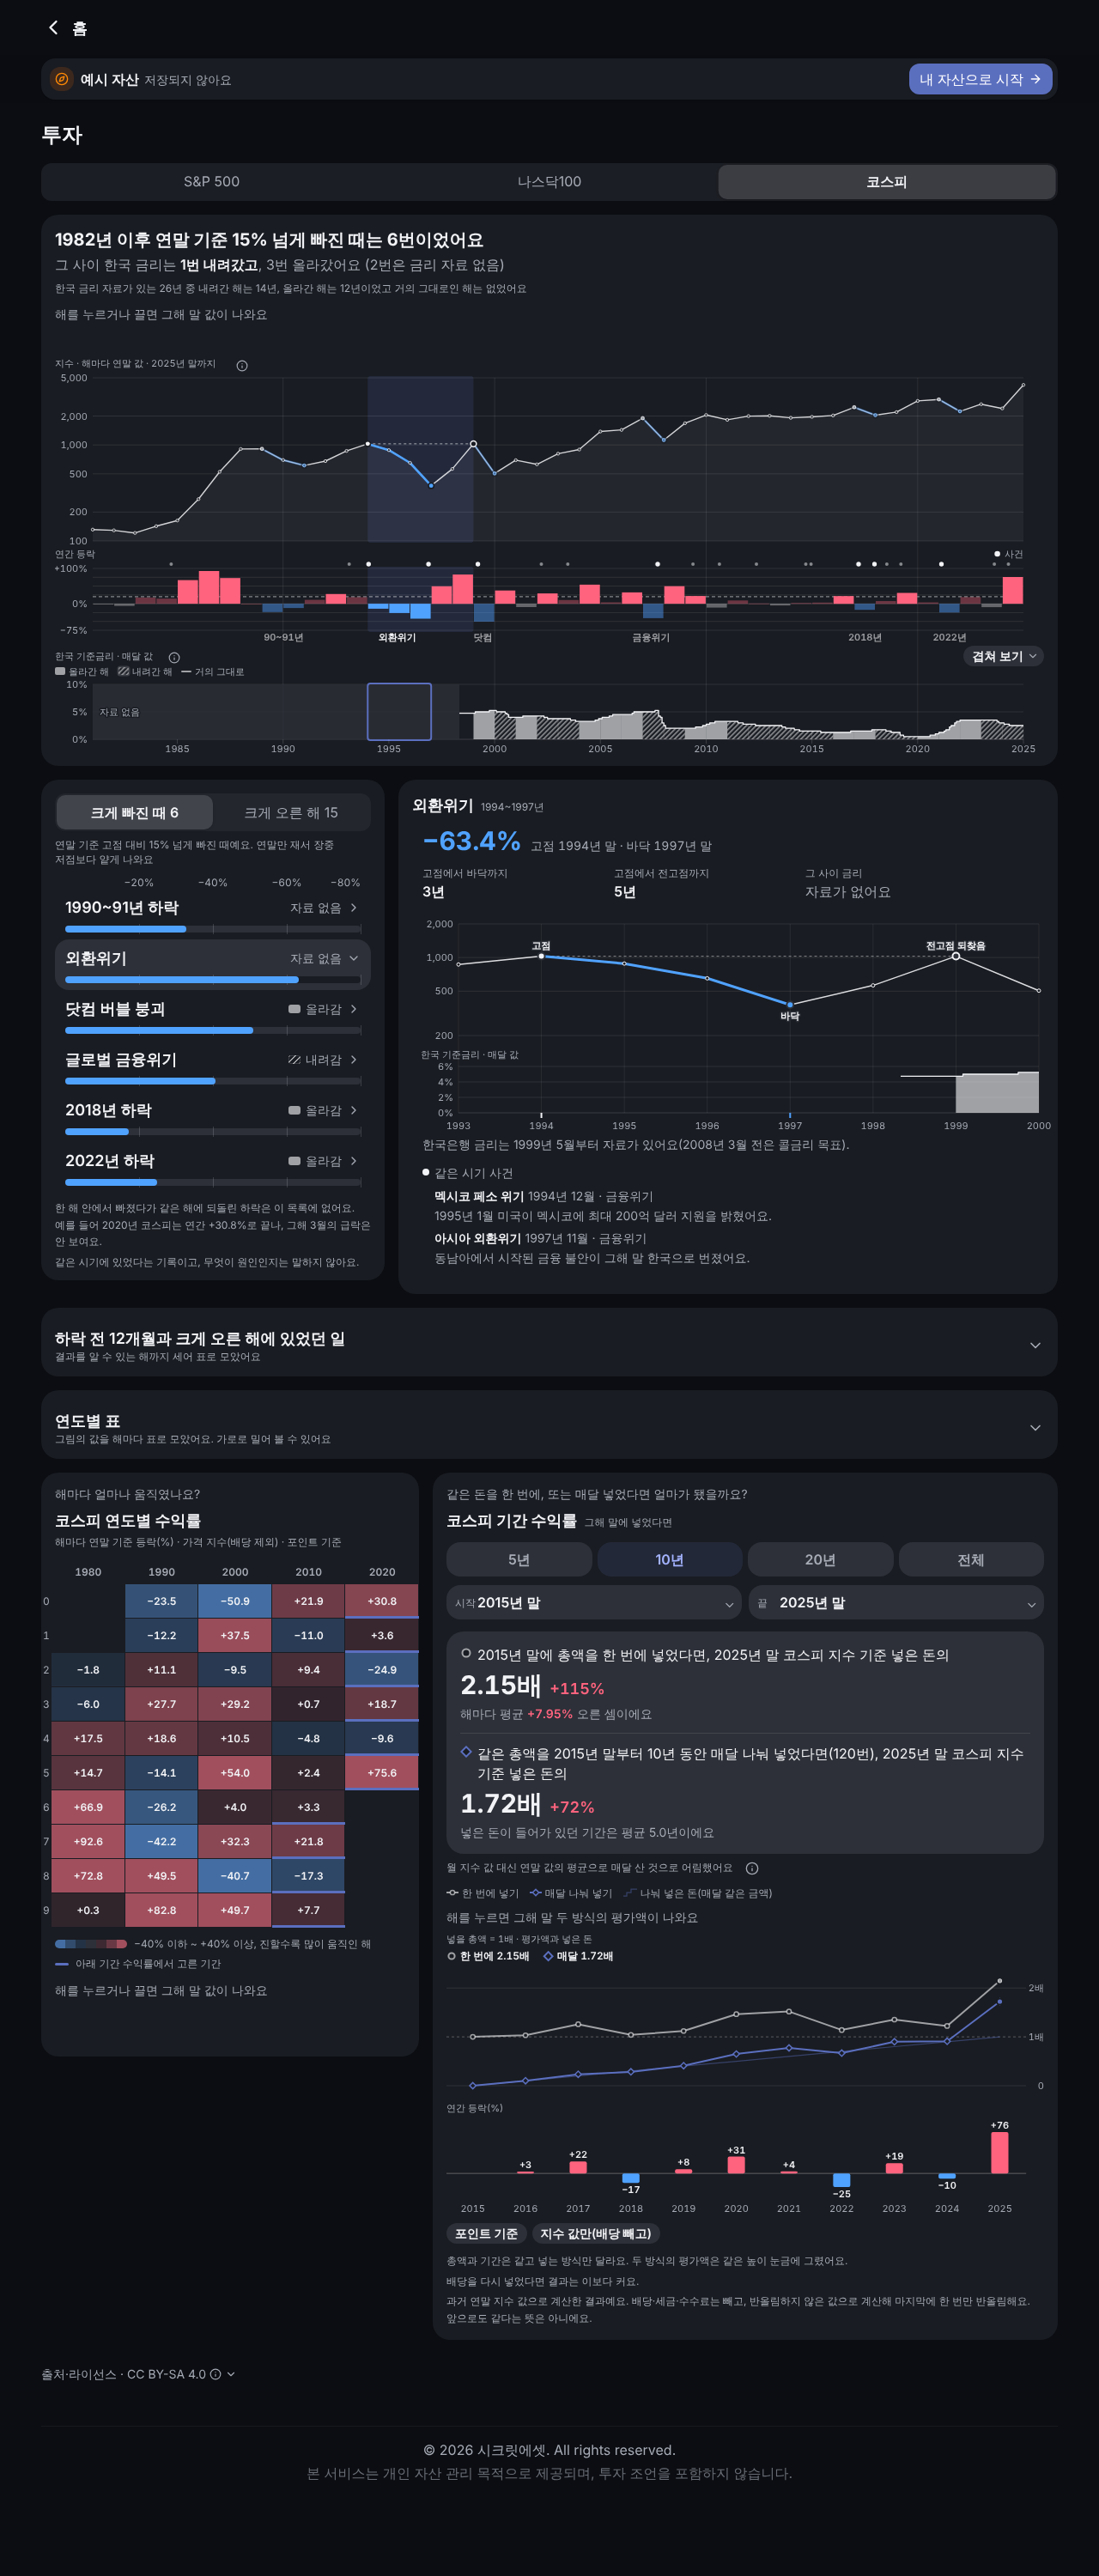 홈
예시 자산 저장되지 않아요
내 자산으로 시작 →
투자
S&P 500 나스닥100 코스피
1982년 이후 연말 기준 15% 넘게 빠진 때는 6번이었어요
그 사이 한국 금리는 1번 내려갔고, 3번 올라갔어요 (2번은 금리 자료 없음)
한국 금리 자료가 있는 26년 중 내려간 해는 14년, 올라간 해는 12년이었고 거의 그대로인 해는 없었어요
해를 누르거나 끌면 그해 말 값이 나와요
지수 · 해마다 연말 값 · 2025년 말까지
5,000
2,000
1,000
500
200
100
연간 등락
사건
+100%
0%
−75%
90~91년 외환위기 닷컴 금융위기 2018년 2022년
한국 기준금리 · 매달 값
겹쳐 보기
올라간 해 내려간 해 거의 그대로
10%
5%
0%
자료 없음
1985 1990 1995 2000 2005 2010 2015 2020 2025
크게 빠진 때 6 크게 오른 해 15
연말 기준 고점 대비 15% 넘게 빠진 때예요. 연말만 재서 장중
저점보다 얕게 나와요
−20% −40% −60% −80%
1990~91년 하락 자료 없음
외환위기 자료 없음
닷컴 버블 붕괴 올라감
글로벌 금융위기 내려감
2018년 하락 올라감
2022년 하락 올라감
한 해 안에서 빠졌다가 같은 해에 되돌린 하락은 이 목록에 없어요.
예를 들어 2020년 코스피는 연간 +30.8%로 끝나, 그해 3월의 급락은
안 보여요.
같은 시기에 있었다는 기록이고, 무엇이 원인인지는 말하지 않아요.
외환위기 1994~1997년
−63.4% 고점 1994년 말 · 바닥 1997년 말
고점에서 바닥까지 고점에서 전고점까지 그 사이 금리
3년 5년 자료가 없어요
2,000
1,000
500
200
고점
전고점 되찾음
바닥
한국 기준금리 · 매달 값
6%
4%
2%
0%
1993 1994 1995 1996 1997 1998 1999 2000
한국은행 금리는 1999년 5월부터 자료가 있어요(2008년 3월 전은 콜금리 목표).
같은 시기 사건
멕시코 페소 위기 1994년 12월 · 금융위기
1995년 1월 미국이 멕시코에 최대 200억 달러 지원을 밝혔어요.
아시아 외환위기 1997년 11월 · 금융위기
동남아에서 시작된 금융 불안이 그해 말 한국으로 번졌어요.
하락 전 12개월과 크게 오른 해에 있었던 일
결과를 알 수 있는 해까지 세어 표로 모았어요
연도별 표
그림의 값을 해마다 표로 모았어요. 가로로 밀어 볼 수 있어요
해마다 얼마나 움직였나요?
코스피 연도별 수익률
해마다 연말 기준 등락(%) · 가격 지수(배당 제외) · 포인트 기준
1980 1990 2000 2010 2020
0 −23.5 −50.9 +21.9 +30.8
1 −12.2 +37.5 −11.0 +3.6
2 −1.8 +11.1 −9.5 +9.4 −24.9
3 −6.0 +27.7 +29.2 +0.7 +18.7
4 +17.5 +18.6 +10.5 −4.8 −9.6
5 +14.7 −14.1 +54.0 +2.4 +75.6
6 +66.9 −26.2 +4.0 +3.3
7 +92.6 −42.2 +32.3 +21.8
8 +72.8 +49.5 −40.7 −17.3
9 +0.3 +82.8 +49.7 +7.7
−40% 이하 ~ +40% 이상, 진할수록 많이 움직인 해
아래 기간 수익률에서 고른 기간
해를 누르거나 끌면 그해 말 값이 나와요
같은 돈을 한 번에, 또는 매달 넣었다면 얼마가 됐을까요?
코스피 기간 수익률 그해 말에 넣었다면
5년 10년 20년 전체
시작 2015년 말 끝 2025년 말
2015년 말에 총액을 한 번에 넣었다면, 2025년 말 코스피 지수 기준 넣은 돈의
2.15배 +115%
해마다 평균 +7.95% 오른 셈이에요
같은 총액을 2015년 말부터 10년 동안 매달 나눠 넣었다면(120번), 2025년 말 코스피 지수
기준 넣은 돈의
1.72배 +72%
넣은 돈이 들어가 있던 기간은 평균 5.0년이에요
월 지수 값 대신 연말 값의 평균으로 매달 산 것으로 어림했어요
한 번에 넣기 매달 나눠 넣기 나눠 넣은 돈(매달 같은 금액)
해를 누르면 그해 말 두 방식의 평가액이 나와요
넣을 총액 = 1배 · 평가액과 넣은 돈
한 번에 2.15배 매달 1.72배
2배
1배
0
연간 등락(%)
+3 +22 −17 +8 +31 +4 −25 +19 −10 +76
2015 2016 2017 2018 2019 2020 2021 2022 2023 2024 2025
포인트 기준 지수 값만(배당 빼고)
총액과 기간은 같고 넣는 방식만 달라요. 두 방식의 평가액은 같은 높이 눈금에 그렸어요.
배당을 다시 넣었다면 결과는 이보다 커요.
과거 연말 지수 값으로 계산한 결과예요. 배당·세금·수수료는 빼고, 반올림하지 않은 값으로 계산해 마지막에 한 번만 반올림해요.
앞으로도 같다는 뜻은 아니에요.
출처·라이선스 · CC BY-SA 4.0
© 2026 시크릿에셋. All rights reserved.
본 서비스는 개인 자산 관리 목적으로 제공되며, 투자 조언을 포함하지 않습니다.